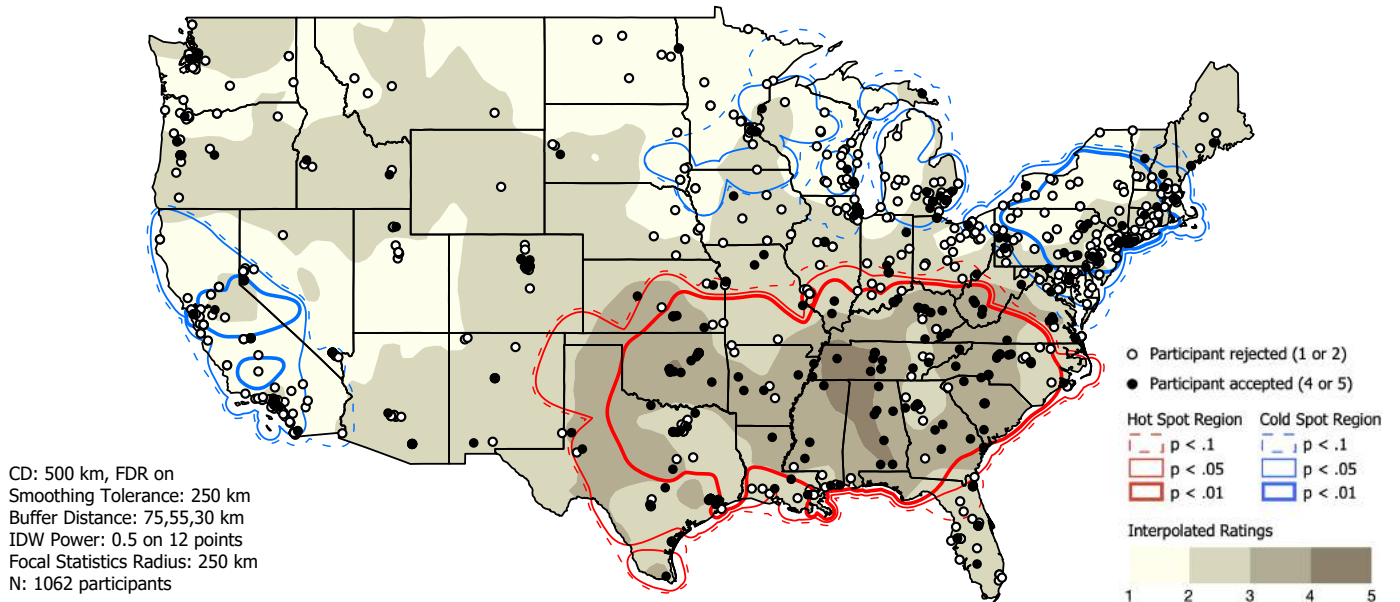 CD: 500 km, FDR on
Smoothing Tolerance: 250 km
Buffer Distance: 75,55,30 km
IDW Power: 0.5 on 12 points
Focal Statistics Radius: 250 km
N: 1062 participants
Participant rejected (1 or 2)
Participant accepted (4 or 5)
Hot Spot Region Cold Spot Region
p < .1 p < .1
p < .05 p < .05
p < .01 p < .01
Interpolated Ratings
1 2 3 4 5